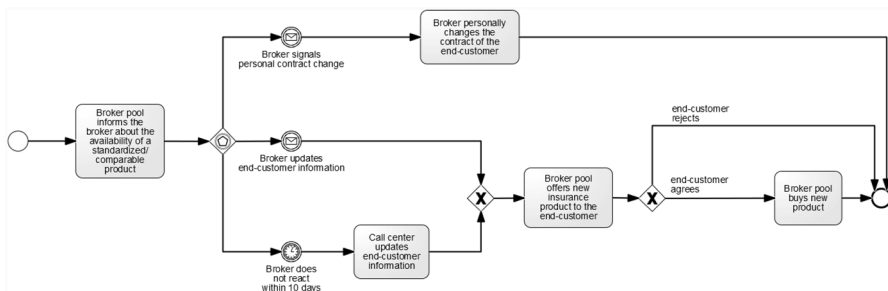 Broker pool
informs the
broker about the
availability of a
standardized/
comparable
product
Broker signals
personal contract change
Broker personally
changes the
contract of the
end-customer
Broker updates
end-customer information
Broker does
not react
within 10 days
Call center
updates
end-customer
information
X
Broker pool
offers new
insurance
product to the
end-customer
X
end-customer
rejects
end-customer
agrees
Broker pool
buys new
product